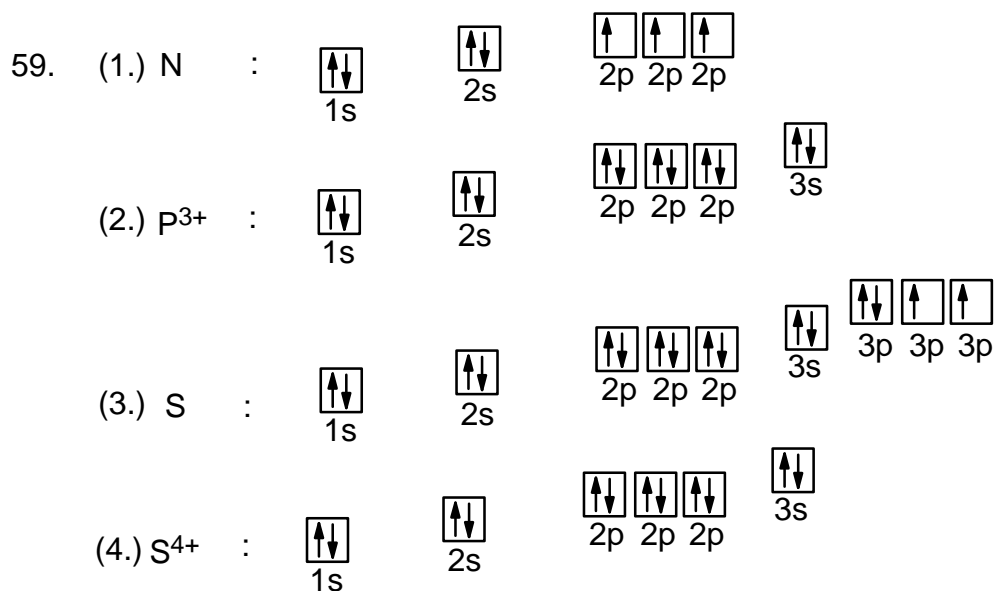 59. (1.) N : 1s 2s 2p 2p 2p
(2.) P3+ : 1s 2s 2p 2p 2p 3s
(3.) S : 1s 2s 2p 2p 2p 3s 3p 3p 3p
(4.) S4+ : 1s 2s 2p 2p 2p 3s